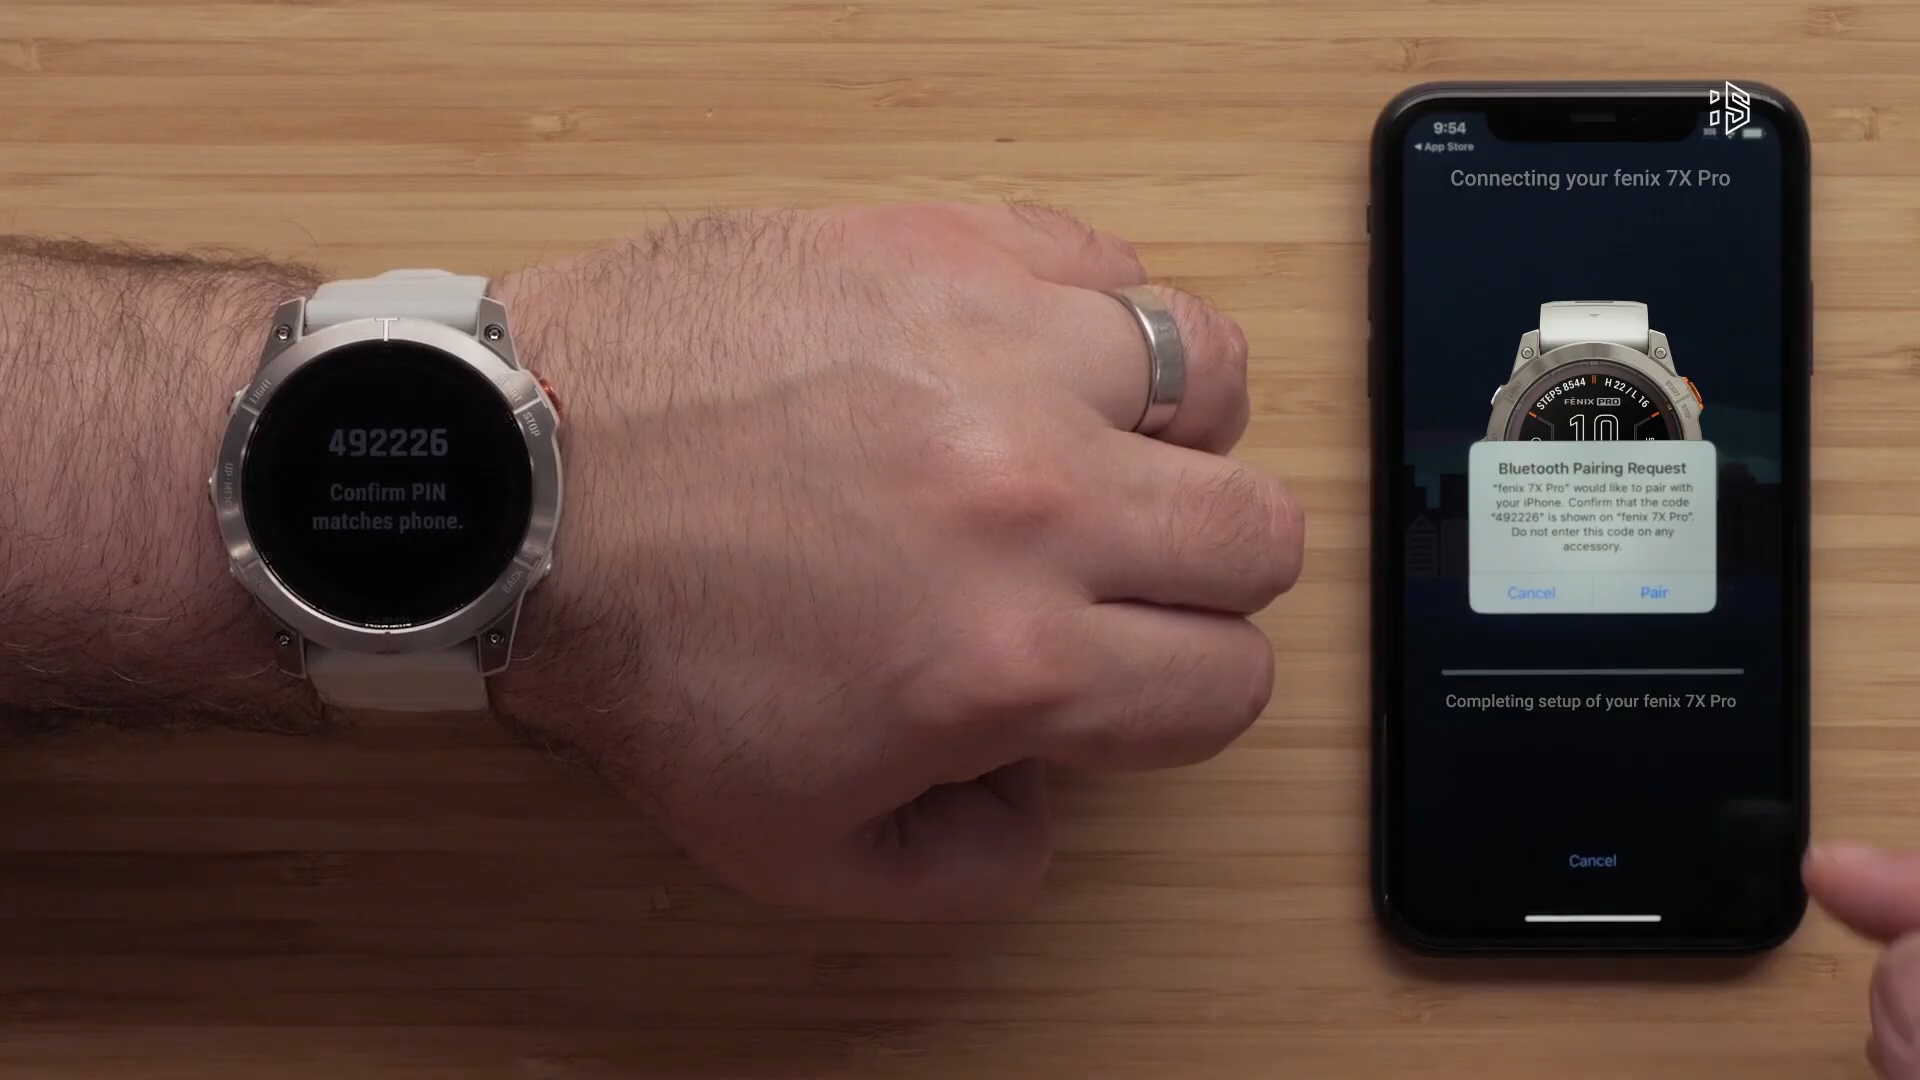 LIGHT
START
STOP
UP·MENU
BACK
492226
Confirm PIN
matches phone.
9:54
◀ App Store
Connecting your fenix 7X Pro
STEPS 8544
H 22/L 16
FĒNIX PRO
10
Bluetooth Pairing Request
"fenix 7X Pro" would like to pair with
your iPhone. Confirm that the code
"492226" is shown on "fenix 7X Pro".
Do not enter this code on any
accessory.
Cancel
Pair
Completing setup of your fenix 7X Pro
Cancel